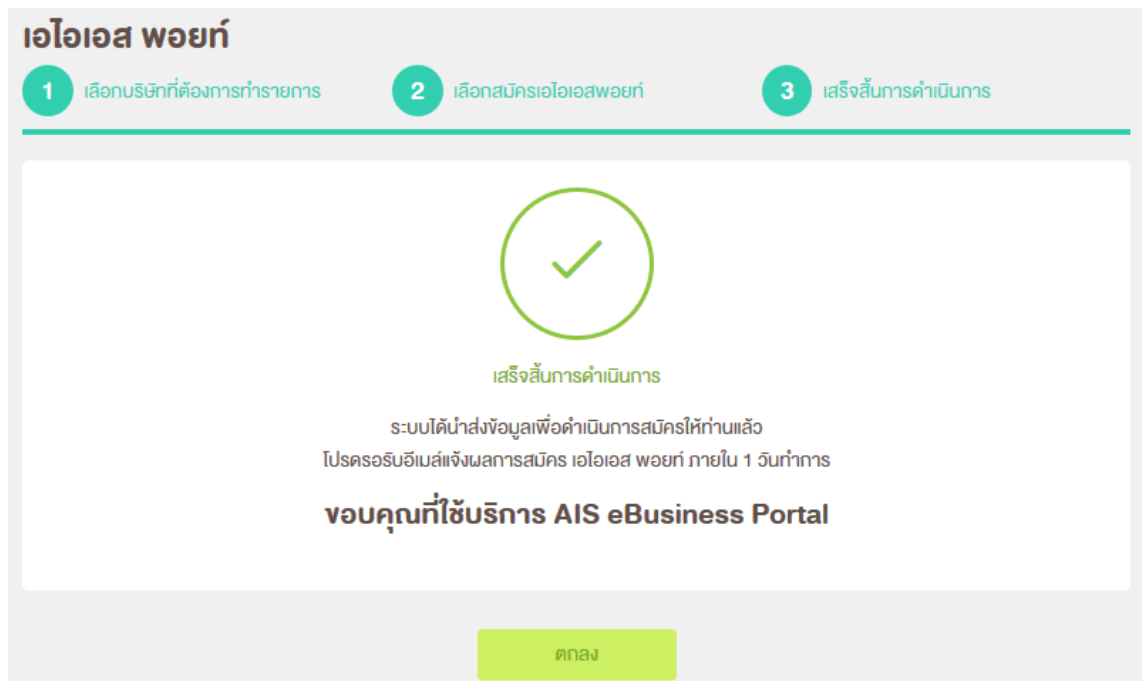 เอไอเอส พอยท์
1 เลือกบริษัทที่ต้องการทำรายการ 2 เลือกสมัครเอไอเอสพอยท์ 3 เสร็จสิ้นการดำเนินการ
เสร็จสิ้นการดำเนินการ
ระบบได้นำส่งข้อมูลเพื่อดำเนินการสมัครให้ท่านแล้ว
โปรดรอรับอีเมล์แจ้งผลการสมัคร เอไอเอส พอยท์ ภายใน 1 วันทำการ
ขอบคุณที่ใช้บริการ AIS eBusiness Portal
ตกลง